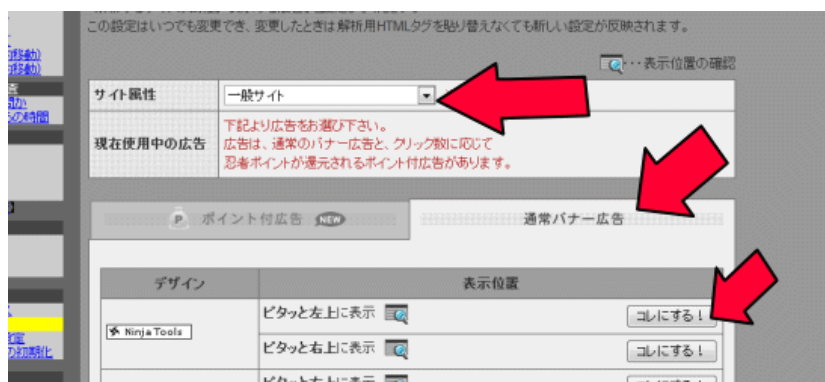 この設定はいつでも変更でき、変更したときは解析用HTMLタグを貼り替えなくても新しい設定が反映されます。
・・・表示位置の確認
サイト属性
一般サイト
現在使用中の広告
下記より広告をお選び下さい。
広告は、通常のバナー広告と、クリック数に応じて
忍者ポイントが還元されるポイント付広告があります。
P ポイント付広告 NEW
通常バナー広告
デザイン
表示位置
Ninja Tools
ピタッと左上に表示
コレにする!
ピタッと右上に表示
コレにする!
の時間
の初期化